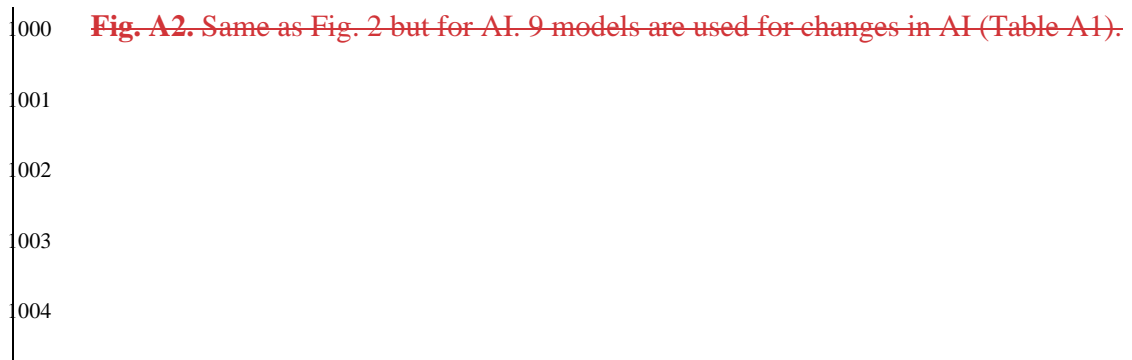 1000 Fig. A2. Same as Fig. 2 but for AI. 9 models are used for changes in AI (Table A1).
1001
1002
1003
1004